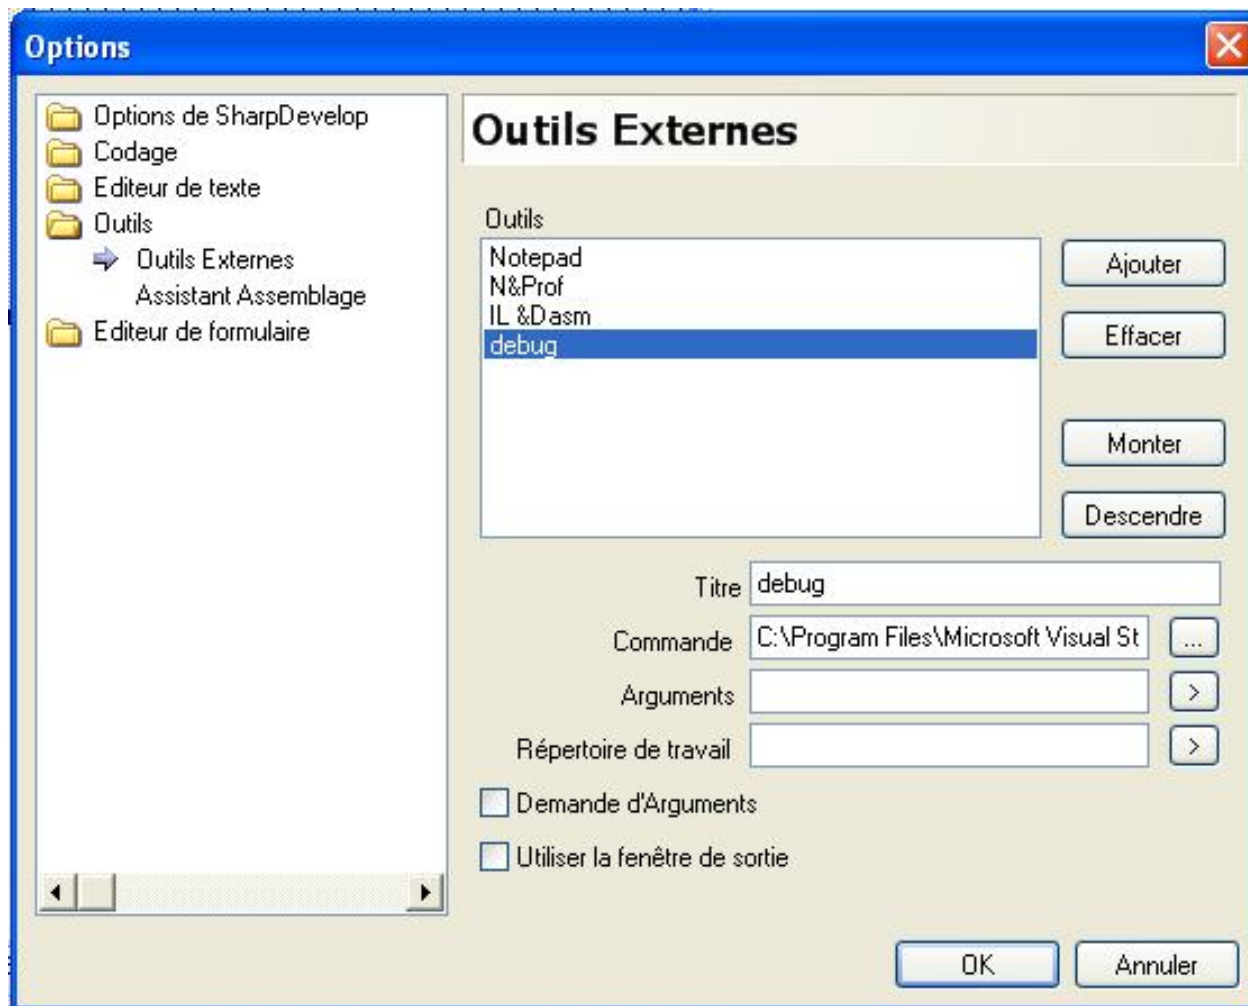 Options
Options de SharpDevelop
Codage
Editeur de texte
Outils
Outils Externes
Assistant Assemblage
Editeur de formulaire
Outils Externes
Outils
Notepad
N&Prof
IL &Dasm
debug
Ajouter
Effacer
Monter
Descendre
Titre debug
Commande C:\Program Files\Microsoft Visual St ...
Arguments >
Répertoire de travail >
Demande d'Arguments
Utiliser la fenêtre de sortie
OK Annuler